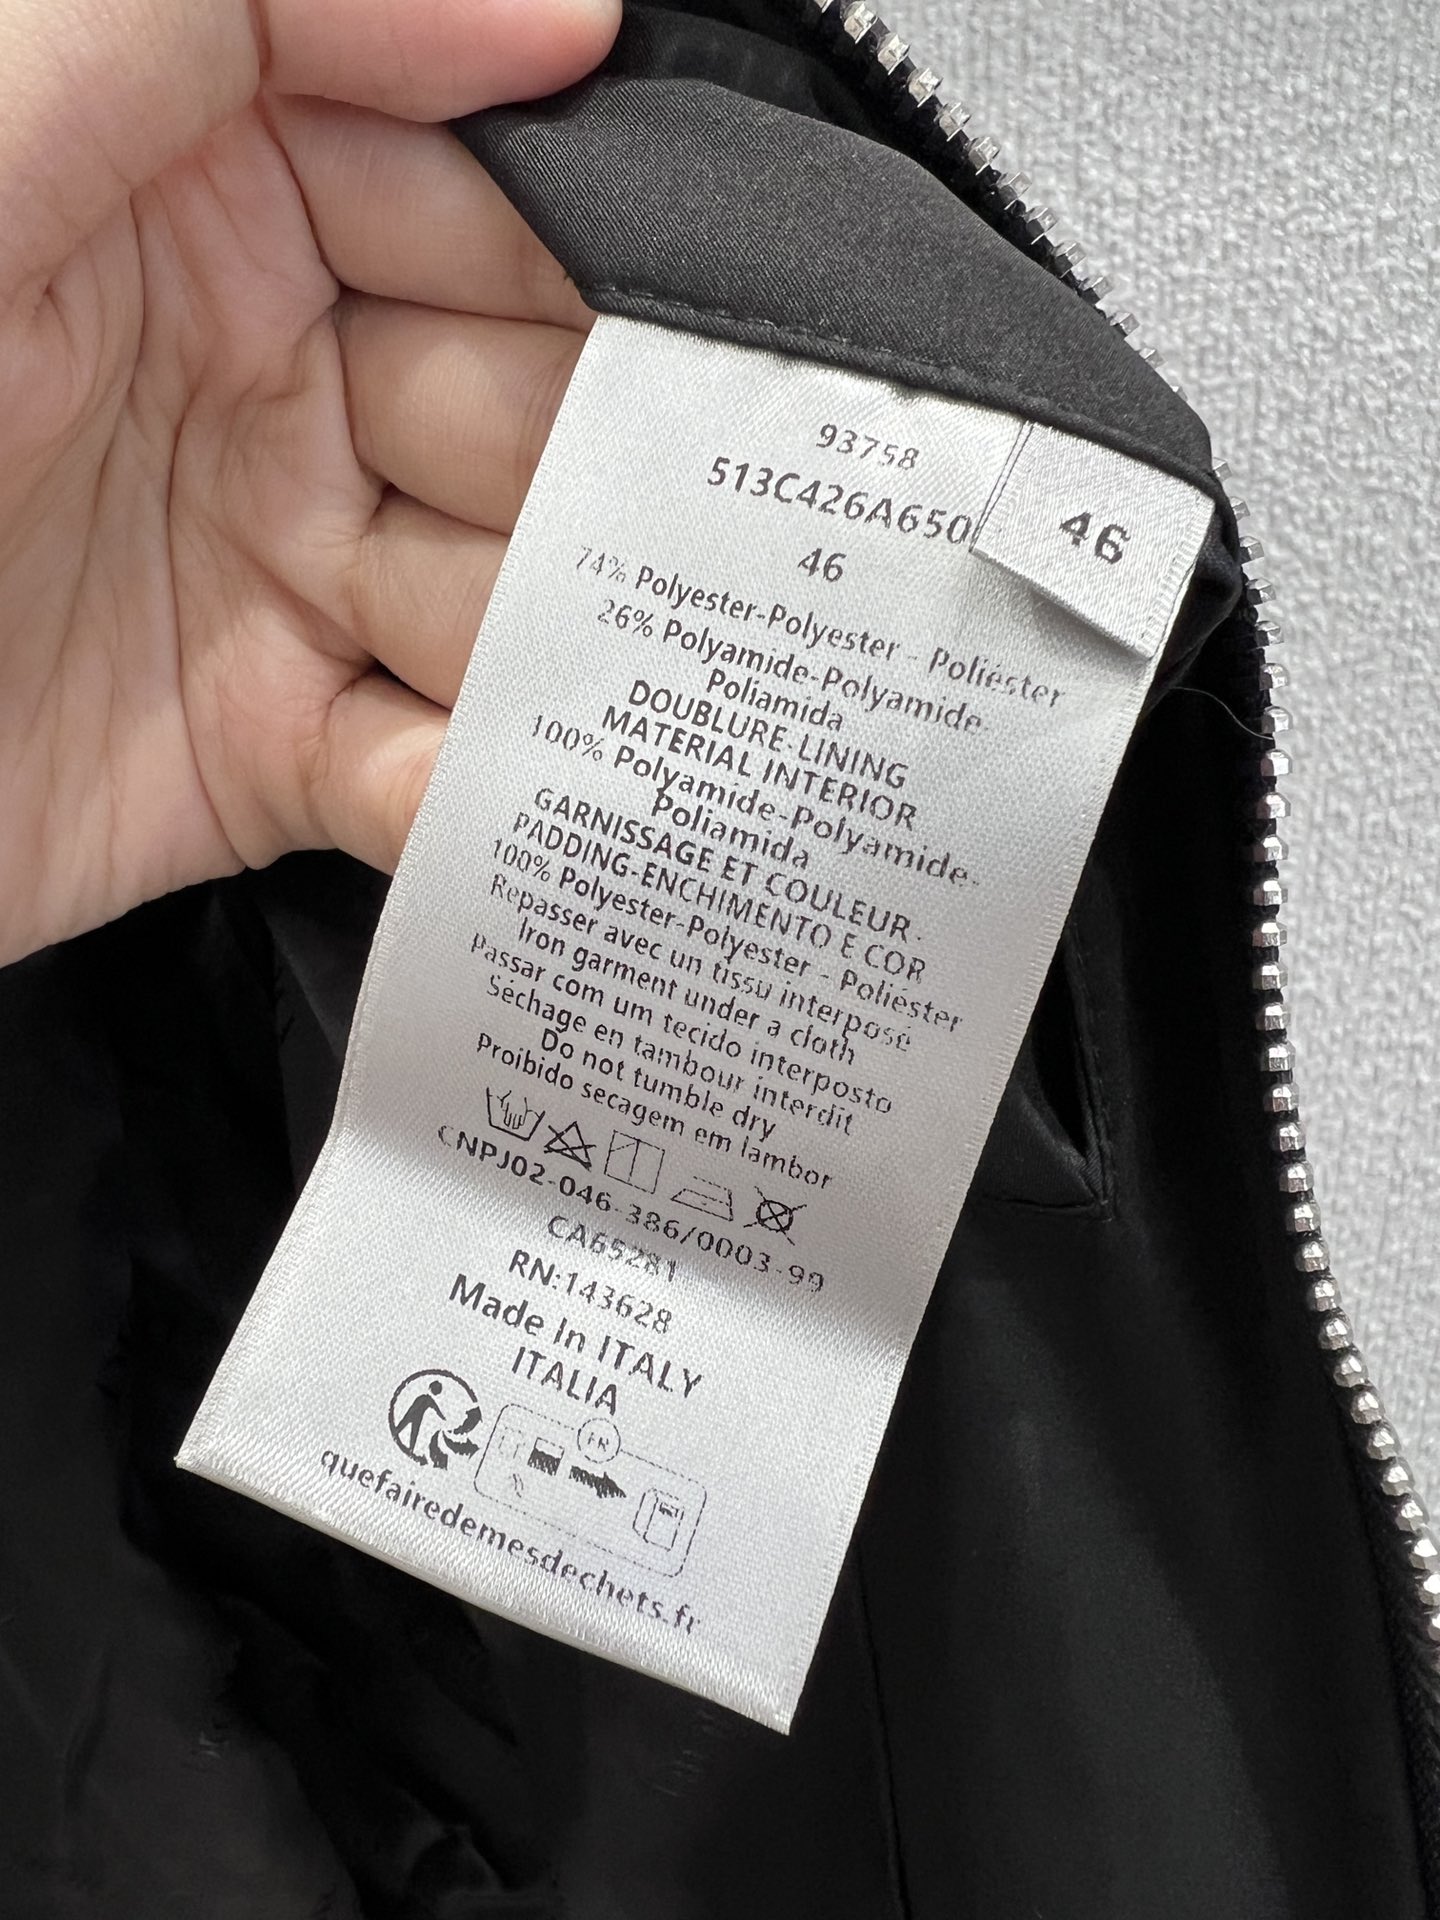 93758
513C426A650
46
46
74% Polyester-Polyester - Poliéster
26% Polyamide-Polyamide-
Poliamida
DOUBLURE-LINING
MATERIAL INTERIOR
100% Polyamide-Polyamide-
Poliamida
GARNISSAGE ET COULEUR-
PADDING-ENCHIMENTO E COR
100% Polyester-Polyester - Poliéster
Repasser avec un tissu interposé
Iron garment under a cloth
Passar com um tecido interposto
Séchage en tambour interdit
Do not tumble dry
Proibido secagem em lambor
CNPJ02-046-386/0003-99
CA65281
RN:143628
Made In ITALY
ITALIA
FR
quefairedemesdechets.fr